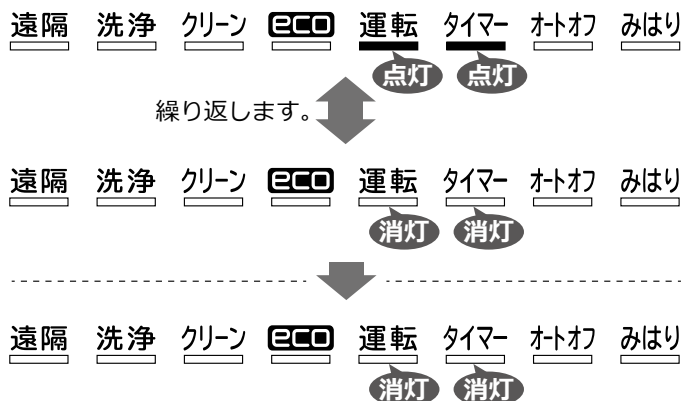 遠隔 洗浄 クリーン eco 運転 タイマー オートオフ みはり
点灯 点灯
繰り返します。
遠隔 洗浄 クリーン eco 運転 タイマー オートオフ みはり
消灯 消灯
遠隔 洗浄 クリーン eco 運転 タイマー オートオフ みはり
消灯 消灯